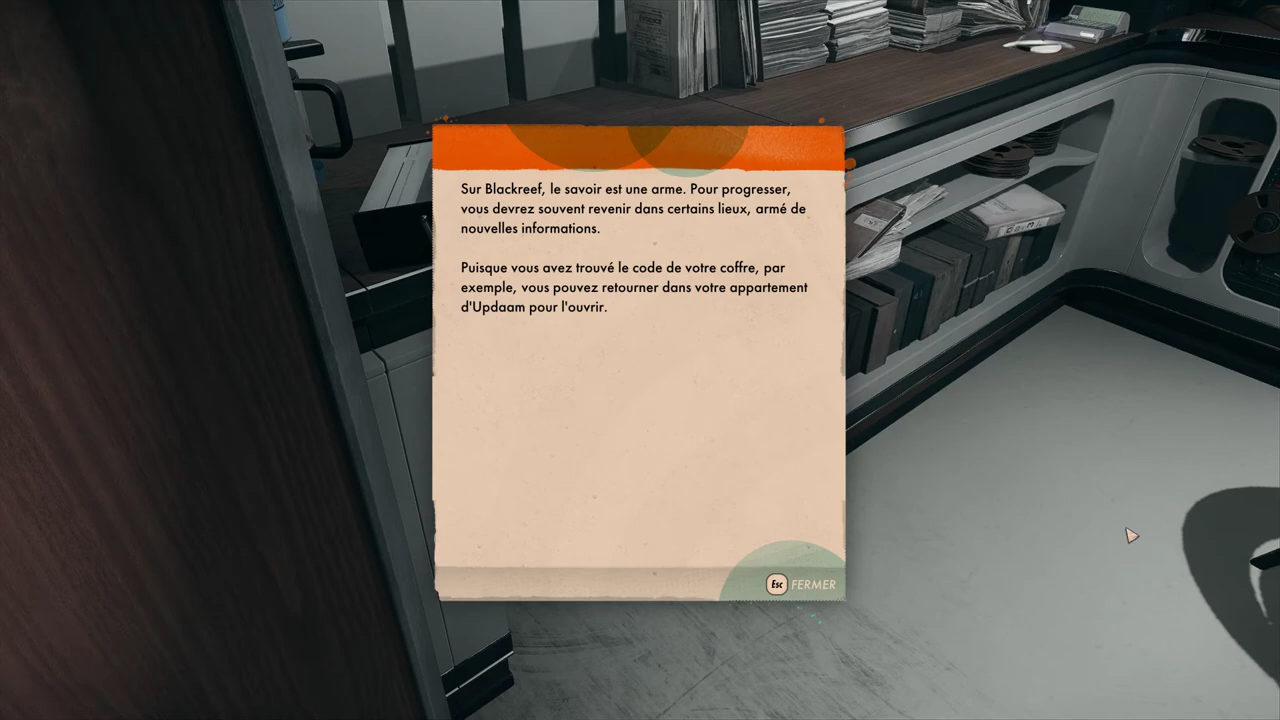 Sur Blackreef, le savoir est une arme. Pour progresser,
vous devrez souvent revenir dans certains lieux, armé de
nouvelles informations.
Puisque vous avez trouvé le code de votre coffre, par
exemple, vous pouvez retourner dans votre appartement
d'Updaam pour l'ouvrir.
Esc FERMER